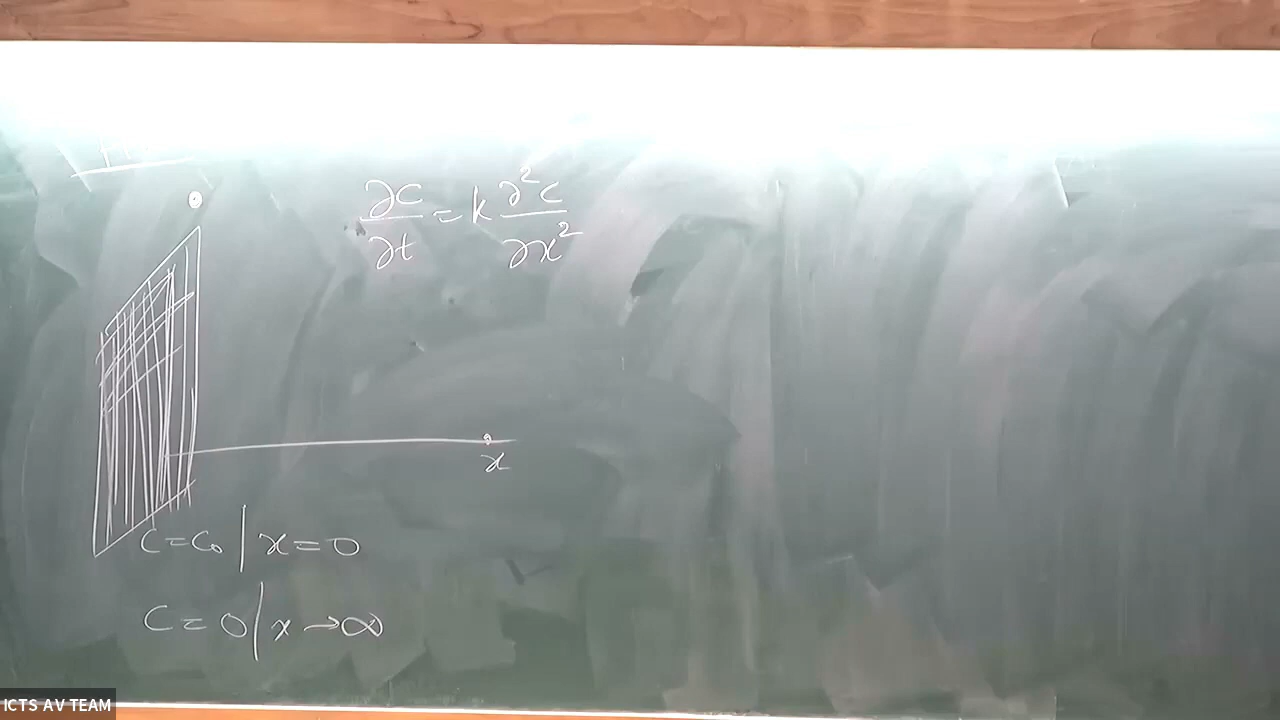 ∂c/∂t = k ∂²c/∂x²
x
c = c₀ | x = 0
c = 0 | x → ∞
ICTS AV TEAM